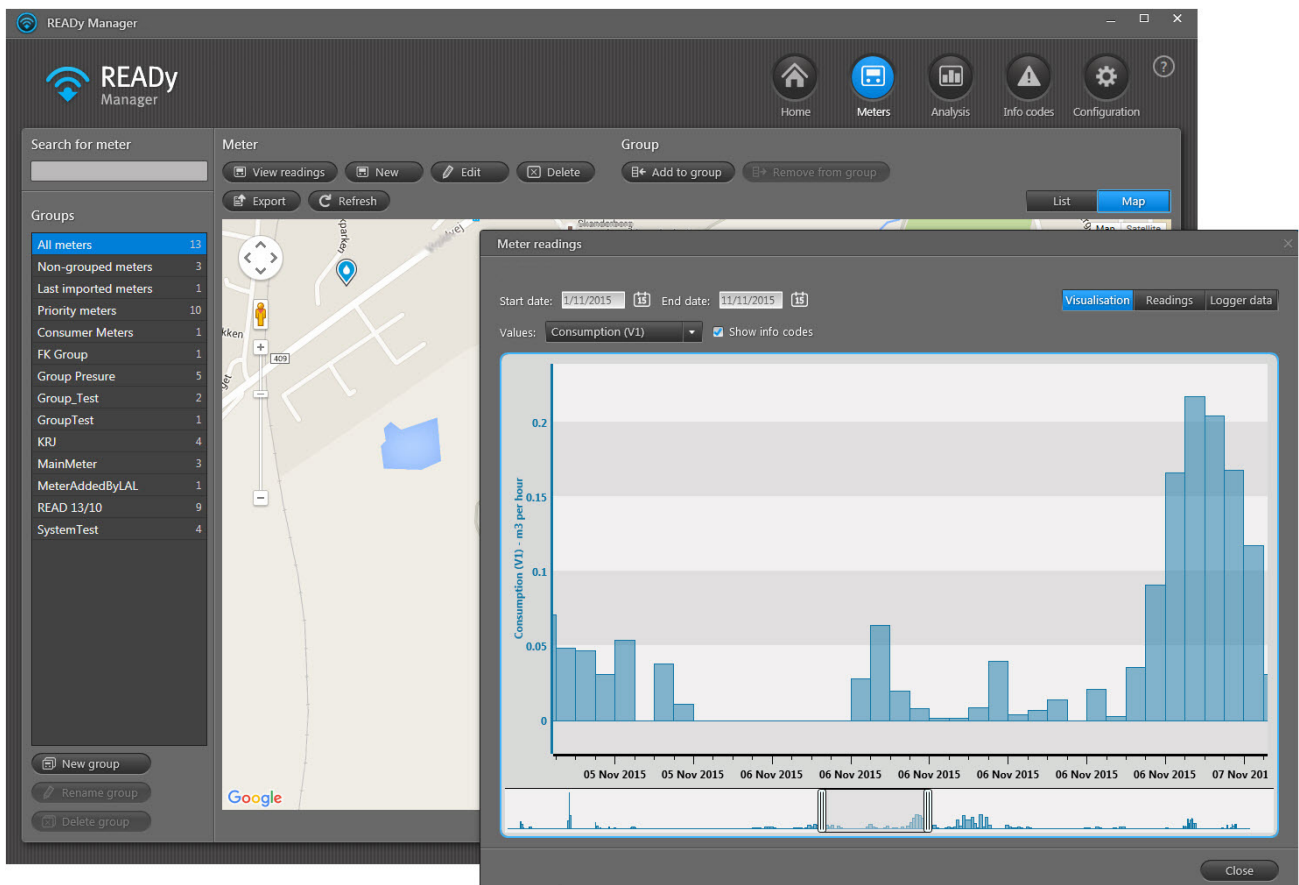 READy Manager
READy
Manager
Home
Meters
Analysis
Info codes
Configuration
?
Search for meter
Meter
Group
View readings
New
Edit
Delete
Add to group
Remove from group
Export
Refresh
List
Map
Groups
All meters 13
Non-grouped meters 3
Last imported meters 1
Priority meters 10
Consumer Meters 1
FK Group 1
Group Presure 5
Group_Test 2
GroupTest 1
KRJ 4
MainMeter 3
MeterAddedByLAL 1
READ 13/10 9
SystemTest 4
New group
Rename group
Delete group
Skanderborg
Map Satellite
409
Google
Meter readings
Start date: 1/11/2015 15 End date: 11/11/2015 15
Visualisation Readings Logger data
Values: Consumption (V1) Show info codes
Consumption (V1) - m3 per hour
0.2
0.15
0.1
0.05
0
05 Nov 2015 05 Nov 2015 06 Nov 2015 06 Nov 2015 06 Nov 2015 06 Nov 2015 06 Nov 2015 06 Nov 2015 07 Nov 201
Close